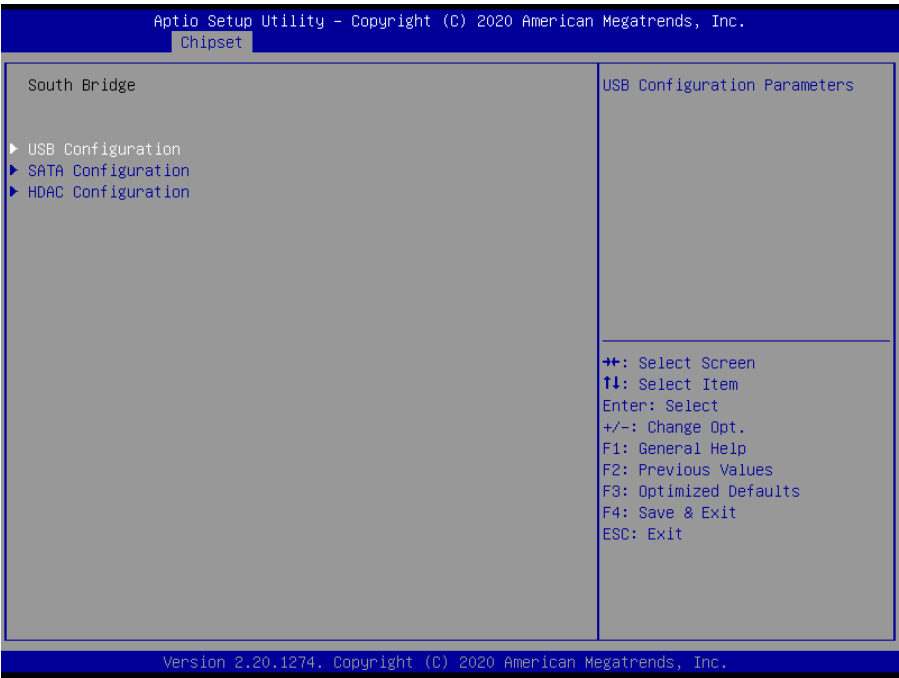 Aptio Setup Utility – Copyright (C) 2020 American Megatrends, Inc.
Chipset
South Bridge
USB Configuration
SATA Configuration
HDAC Configuration
USB Configuration Parameters
→←: Select Screen
↑↓: Select Item
Enter: Select
+/-: Change Opt.
F1: General Help
F2: Previous Values
F3: Optimized Defaults
F4: Save & Exit
ESC: Exit
Version 2.20.1274. Copyright (C) 2020 American Megatrends, Inc.